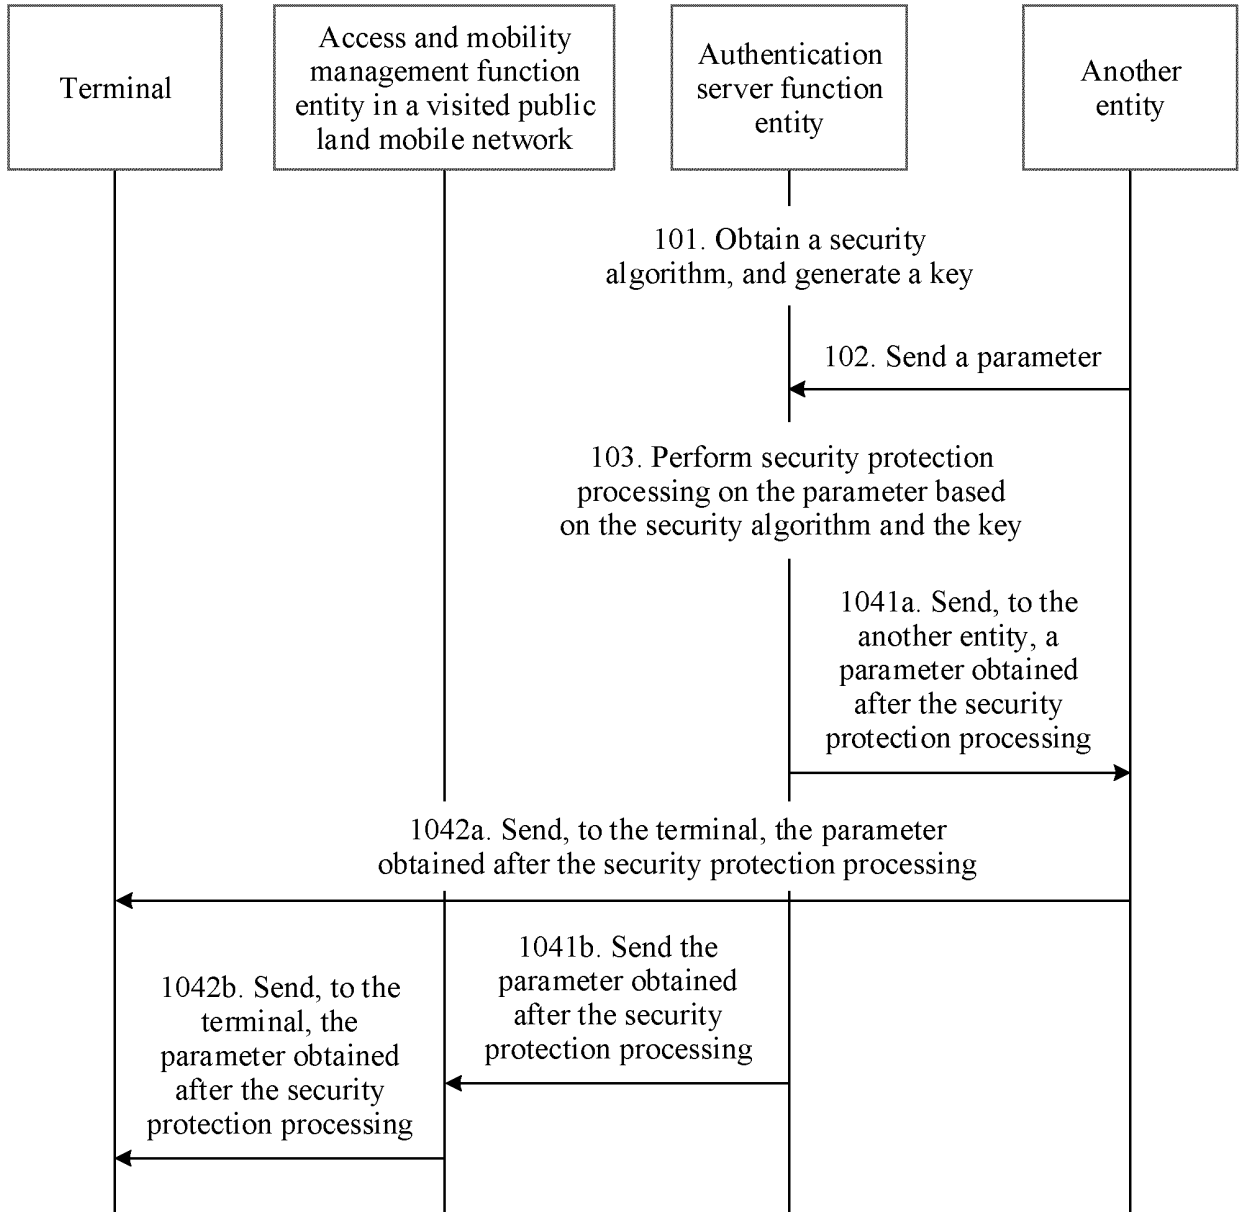 Terminal
Access and mobility
management function
entity in a visited public
land mobile network
Authentication
server function
entity
Another
entity
101. Obtain a security
algorithm, and generate a key
102. Send a parameter
103. Perform security protection
processing on the parameter based
on the security algorithm and the key
1041a. Send, to the
another entity, a
parameter obtained
after the security
protection processing
1042a. Send, to the terminal, the parameter
obtained after the security protection processing
1041b. Send the
parameter obtained
after the security
protection processing
1042b. Send, to the
terminal, the
parameter obtained
after the security
protection processing